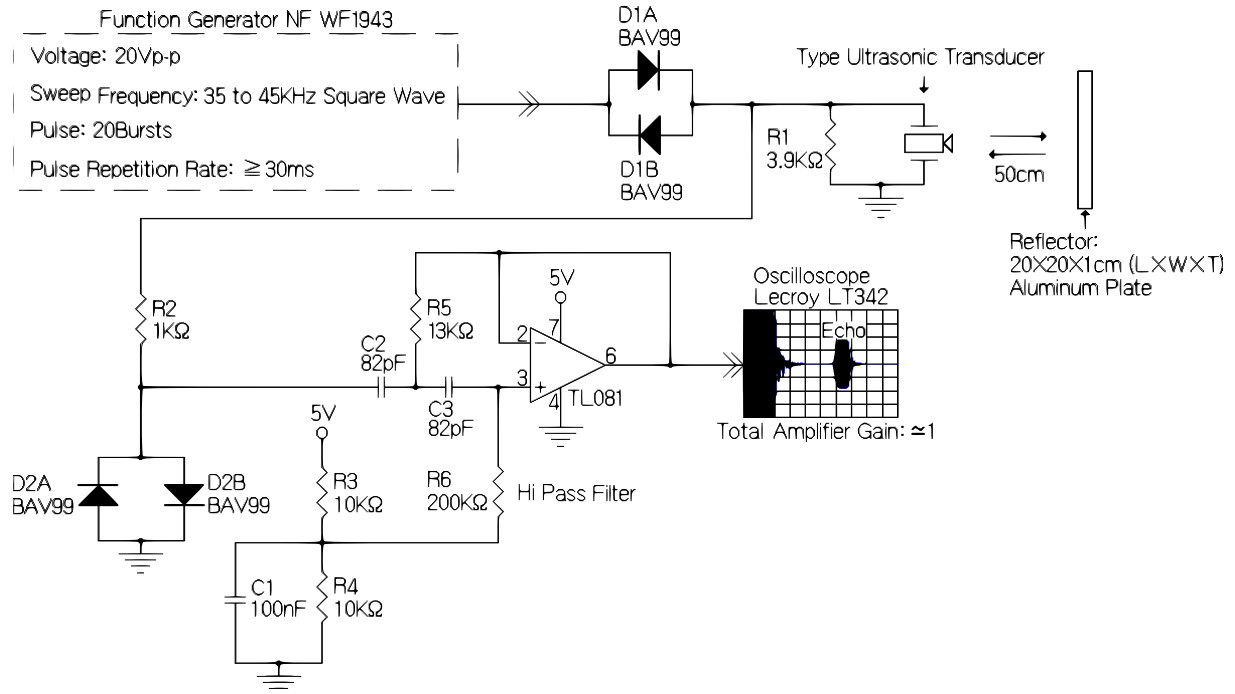 Function Generator NF WF1943
Voltage: 20Vp-p
Sweep Frequency: 35 to 45KHz Square Wave
Pulse: 20Bursts
Pulse Repetition Rate: ≧30ms
D1A
BAV99
D1B
BAV99
Type Ultrasonic Transducer
R1
3.9KΩ
50cm
Reflector:
20X20X1cm (LXWXT)
Aluminum Plate
R2
1KΩ
R5
13KΩ
C2
82pF
C3
82pF
5V
2
7
3
6
4
TL081
Oscilloscope
Lecroy LT342
Echo
Total Amplifier Gain: ≃1
D2A
BAV99
D2B
BAV99
5V
R3
10KΩ
R6
200KΩ
Hi Pass Filter
C1
100nF
R4
10KΩ